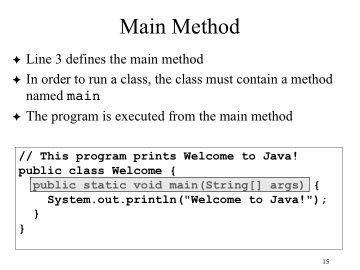 Main Method
✦ Line 3 defines the main method
✦ In order to run a class, the class must contain a method
named main
✦ The program is executed from the main method
// This program prints Welcome to Java!
public class Welcome {
public static void main(String[] args) {
System.out.println("Welcome to Java!");
}
}
15